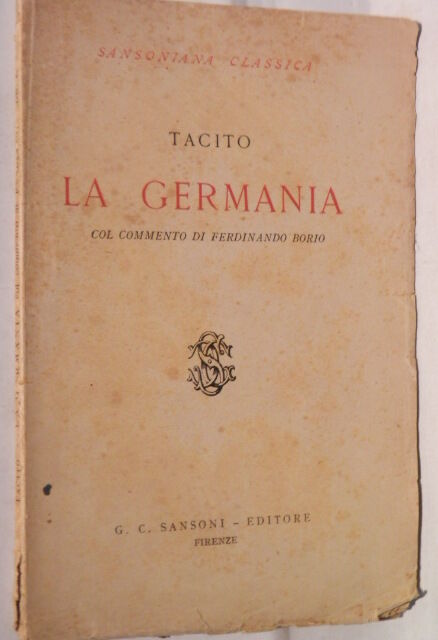 SANSONIANA CLASSICA
TACITO
LA GERMANIA
COL COMMENTO DI FERDINANDO BORIO
G. C. SANSONI – EDITORE
FIRENZE